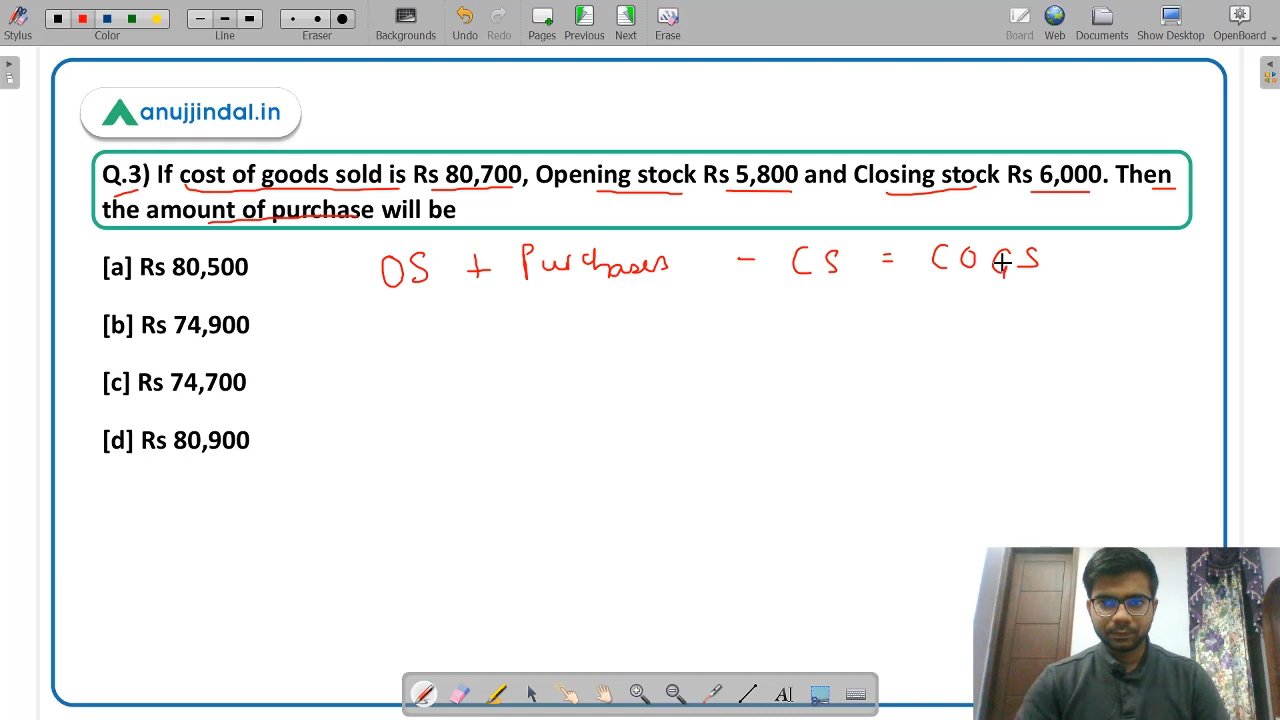 Stylus
Color
Line
Eraser
Backgrounds
Undo
Redo
Pages
Previous
Next
Erase
Board
Web
Documents
Show Desktop
OpenBoard
anujjindal.in
Q.3) If cost of goods sold is Rs 80,700, Opening stock Rs 5,800 and Closing stock Rs 6,000. Then
the amount of purchase will be
[a] Rs 80,500
OS + Purchases - CS = COGS
[b] Rs 74,900
[c] Rs 74,700
[d] Rs 80,900
AI